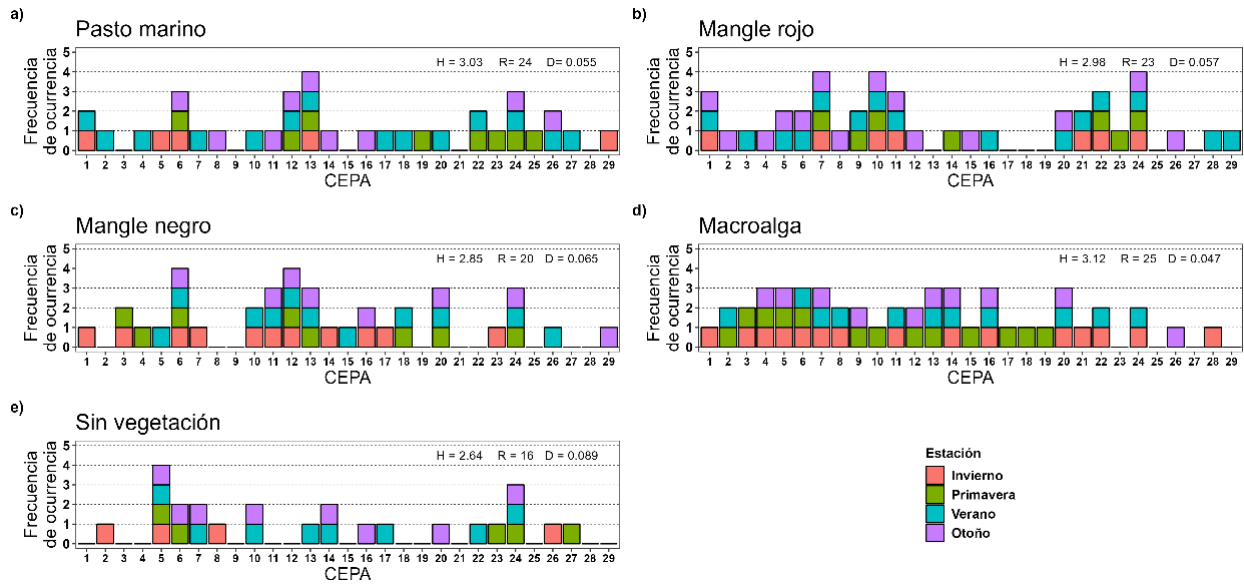 a)
Pasto marino
H = 3.03 R= 24 D= 0.055
Frecuencia
de ocurrencia
5
4
3
2
1
0
1 2 3 4 5 6 7 8 9 10 11 12 13 14 15 16 17 18 19 20 21 22 23 24 25 26 27 28 29
CEPA
b)
Mangle rojo
H = 2.98 R= 23 D= 0.057
Frecuencia
de ocurrencia
5
4
3
2
1
0
1 2 3 4 5 6 7 8 9 10 11 12 13 14 15 16 17 18 19 20 21 22 23 24 25 26 27 28 29
CEPA
c)
Mangle negro
H = 2.85 R = 20 D = 0.065
Frecuencia
de ocurrencia
5
4
3
2
1
0
1 2 3 4 5 6 7 8 9 10 11 12 13 14 15 16 17 18 19 20 21 22 23 24 25 26 27 28 29
CEPA
d)
Macroalga
H = 3.12 R = 25 D = 0.047
Frecuencia
de ocurrencia
5
4
3
2
1
0
1 2 3 4 5 6 7 8 9 10 11 12 13 14 15 16 17 18 19 20 21 22 23 24 25 26 27 28 29
CEPA
e)
Sin vegetación
H = 2.64 R = 16 D = 0.089
Frecuencia
de ocurrencia
5
4
3
2
1
0
1 2 3 4 5 6 7 8 9 10 11 12 13 14 15 16 17 18 19 20 21 22 23 24 25 26 27 28 29
CEPA
Estación
Invierno
Primavera
Verano
Otoño